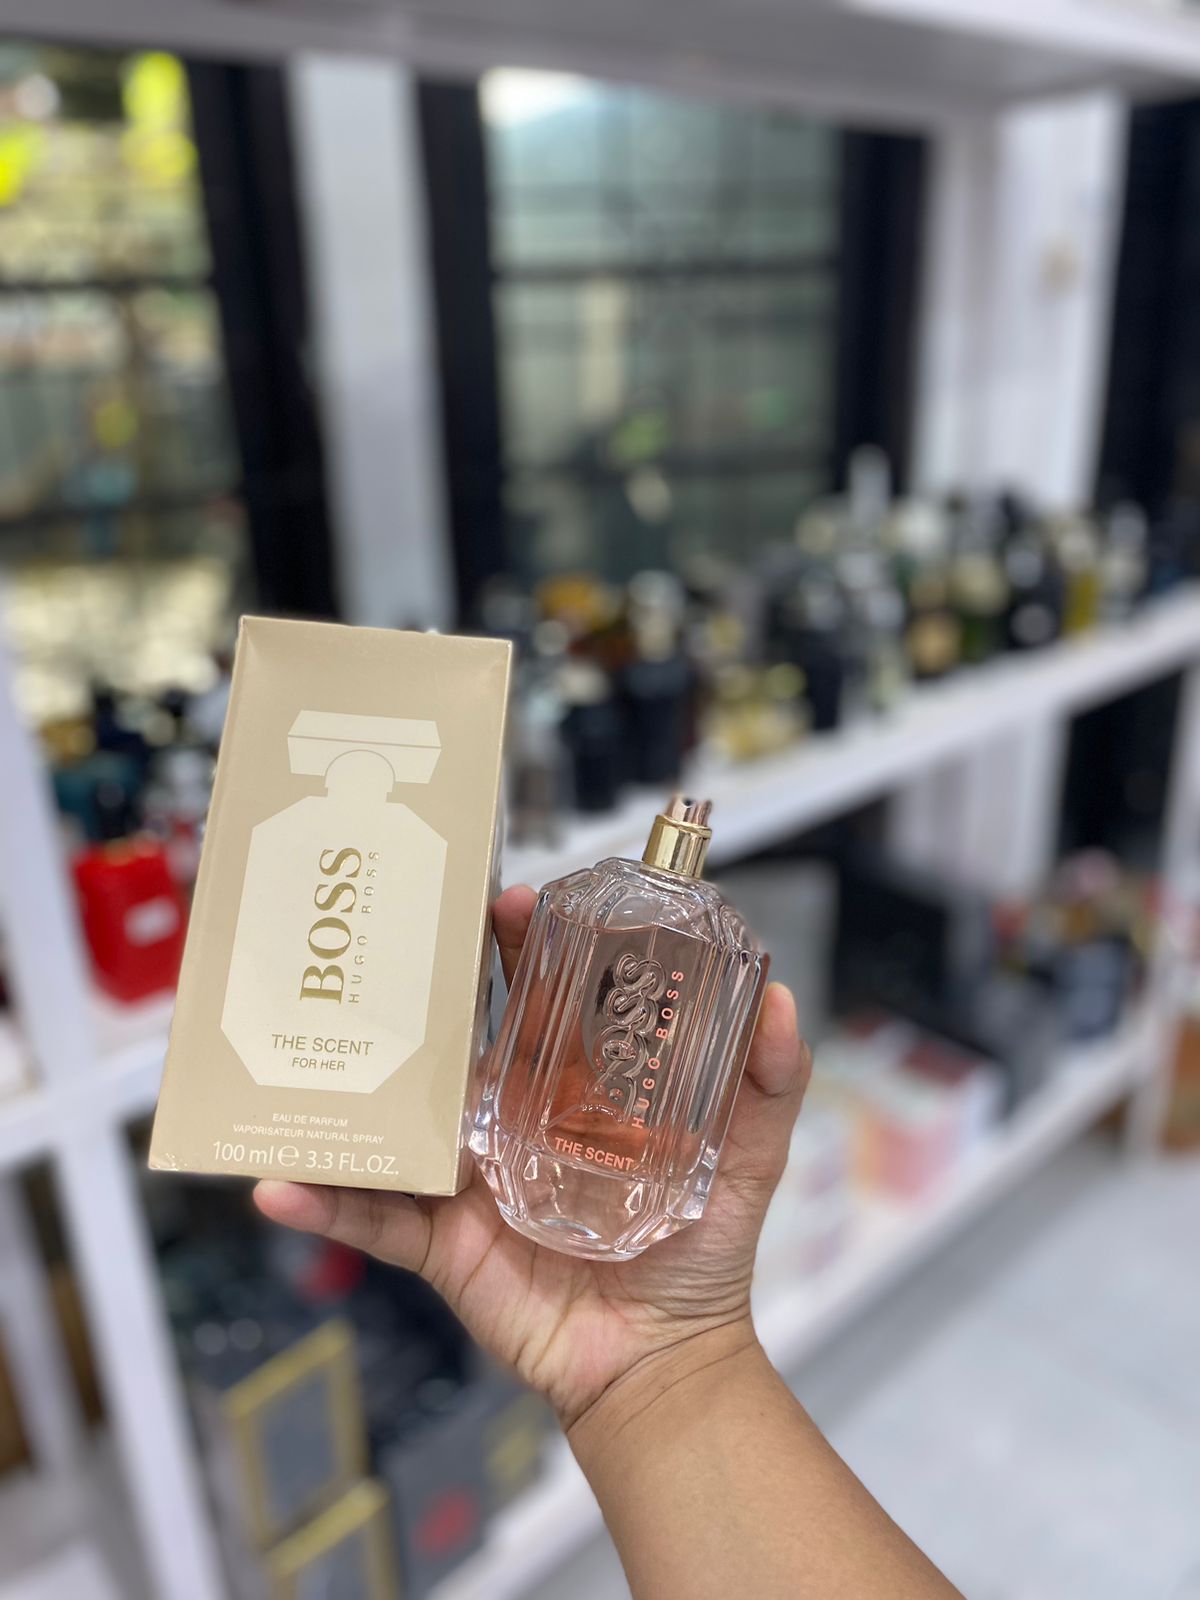 BOSS
HUGO BOSS
THE SCENT
FOR HER
EAU DE PARFUM
VAPORISATEUR NATURAL SPRAY
100 ml ℮ 3.3 FL.OZ.
BOSS
HUGO BOSS
THE SCENT